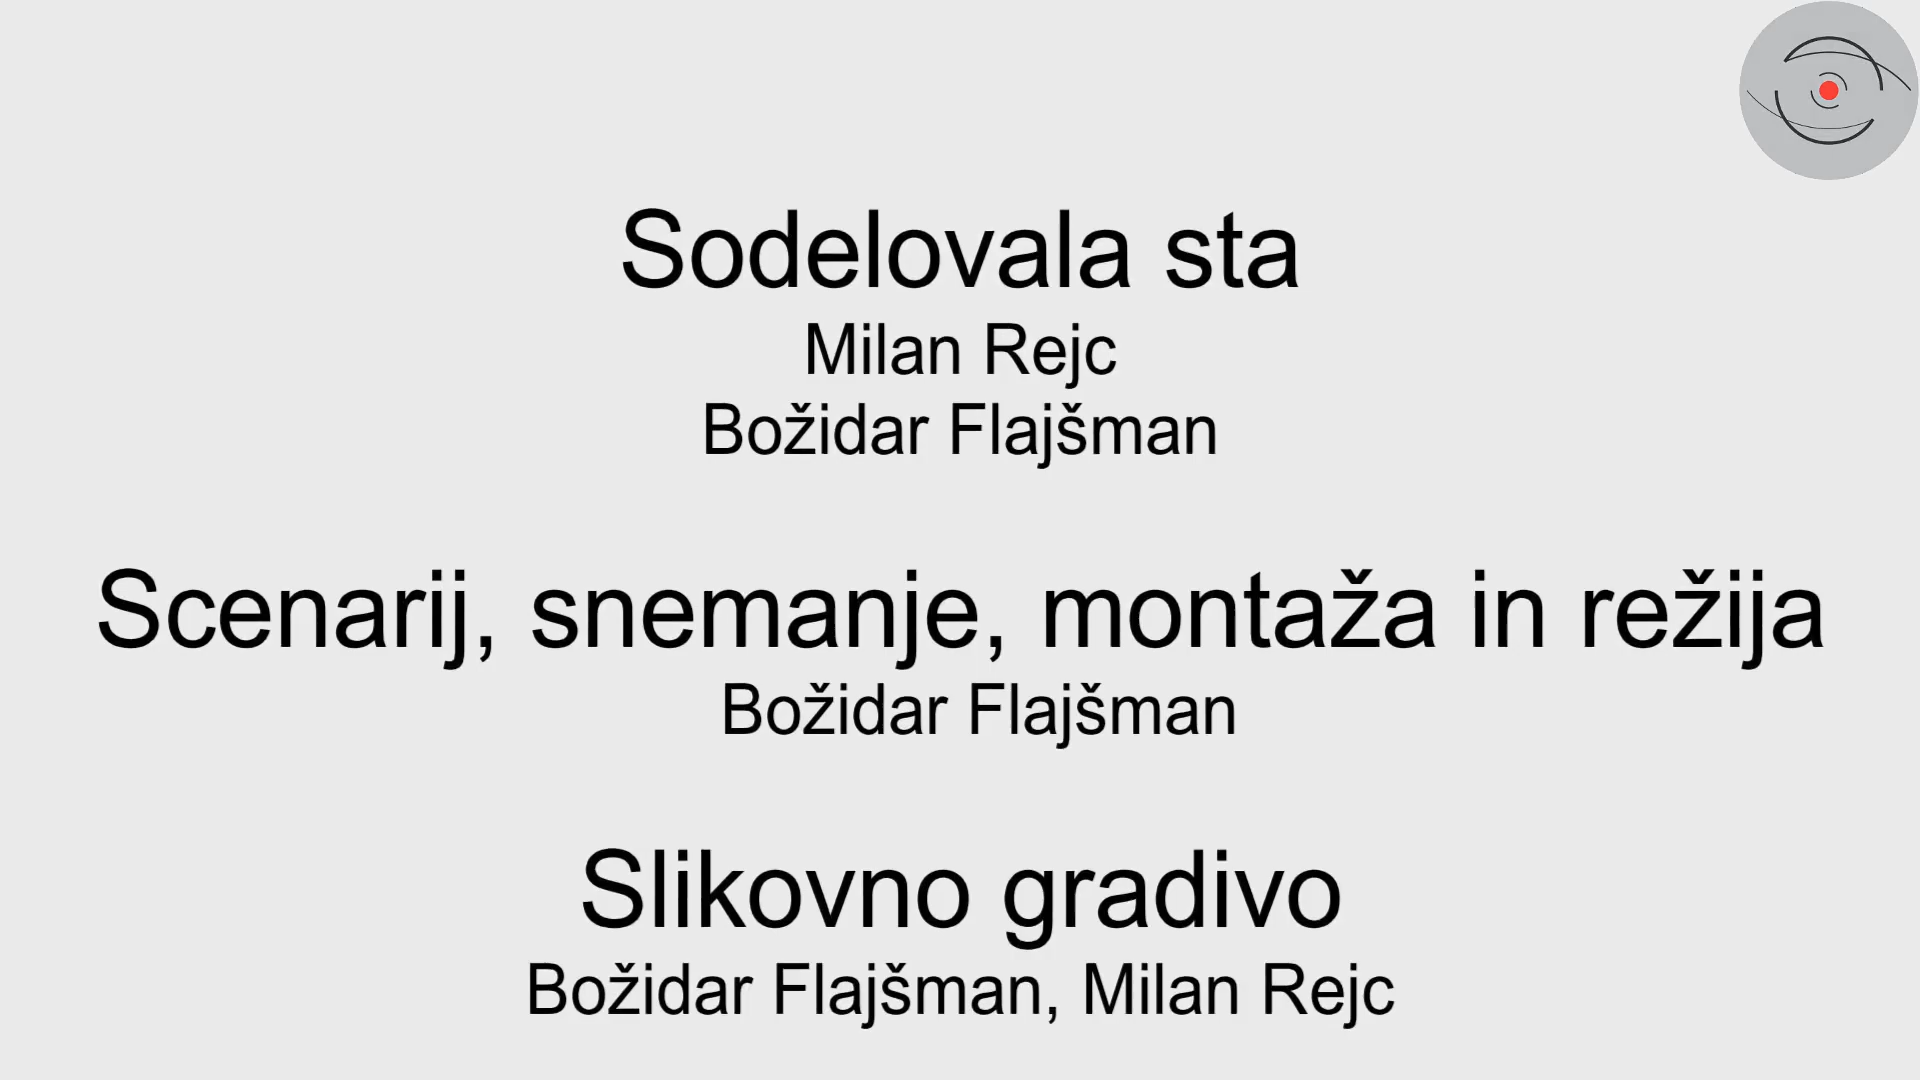 Sodelovala sta
Milan Rejc
Božidar Flajšman
Scenarij, snemanje, montaža in režija
Božidar Flajšman
Slikovno gradivo
Božidar Flajšman, Milan Rejc